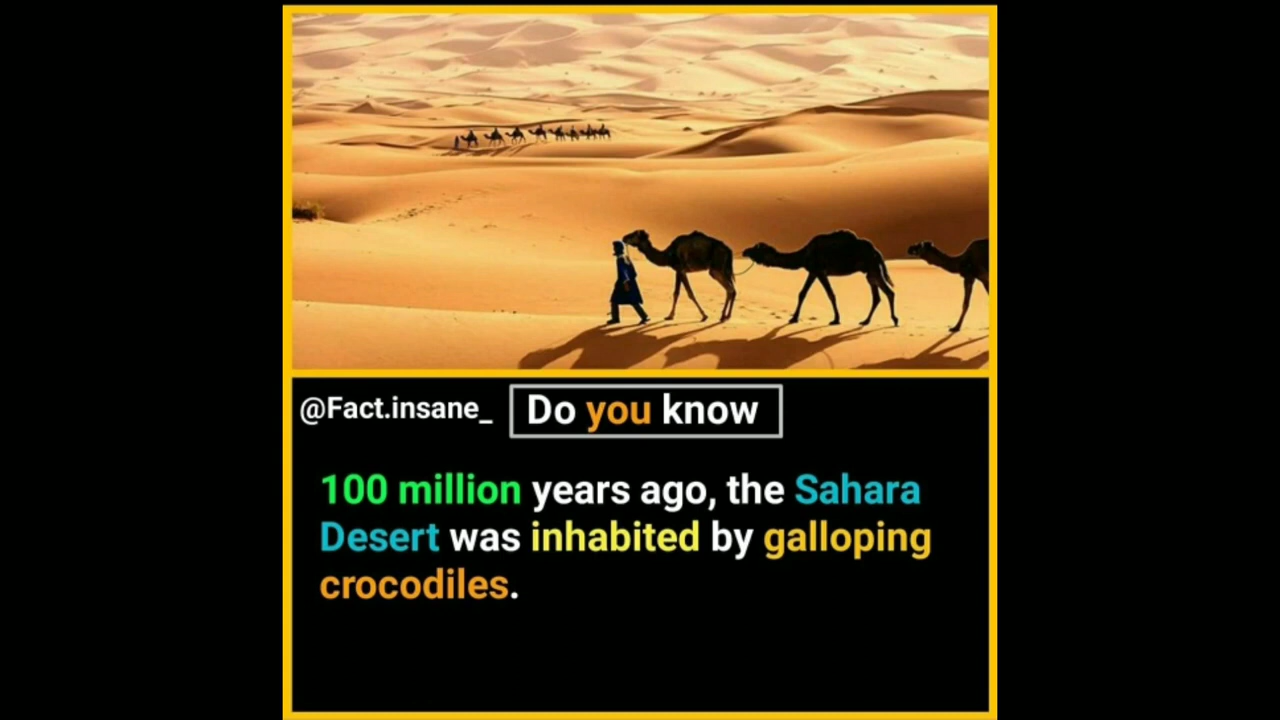 @Fact.insane_
Do you know
100 million years ago, the Sahara
Desert was inhabited by galloping
crocodiles.